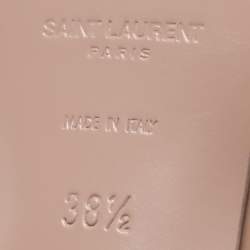 SAINT LAURENT
PARIS
MADE IN ITALY
38½